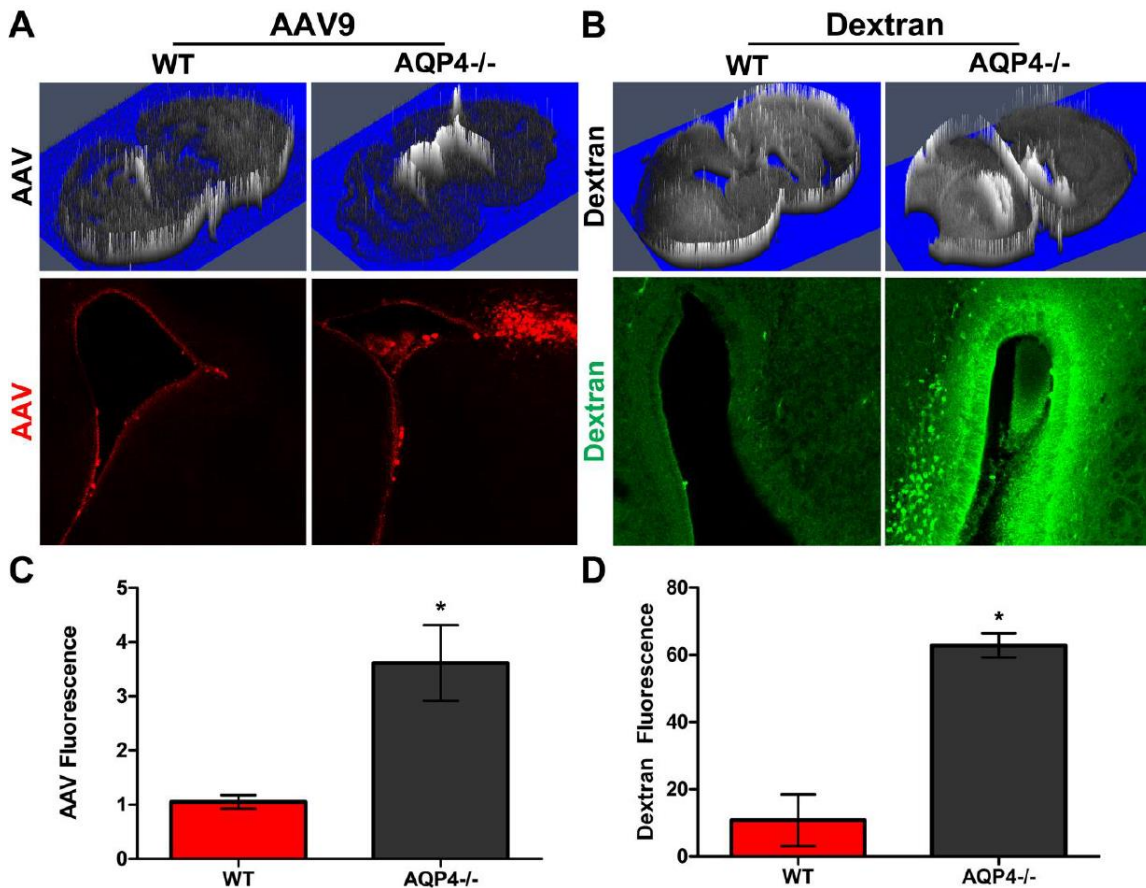 A
AAV9
WT
AQP4-/-
AAV
AAV
B
Dextran
WT
AQP4-/-
Dextran
Dextran
C
AAV Fluorescence
5
4
3
2
1
0
*
WT
AQP4-/-
D
Dextran Fluorescence
80
60
40
20
0
*
WT
AQP4-/-